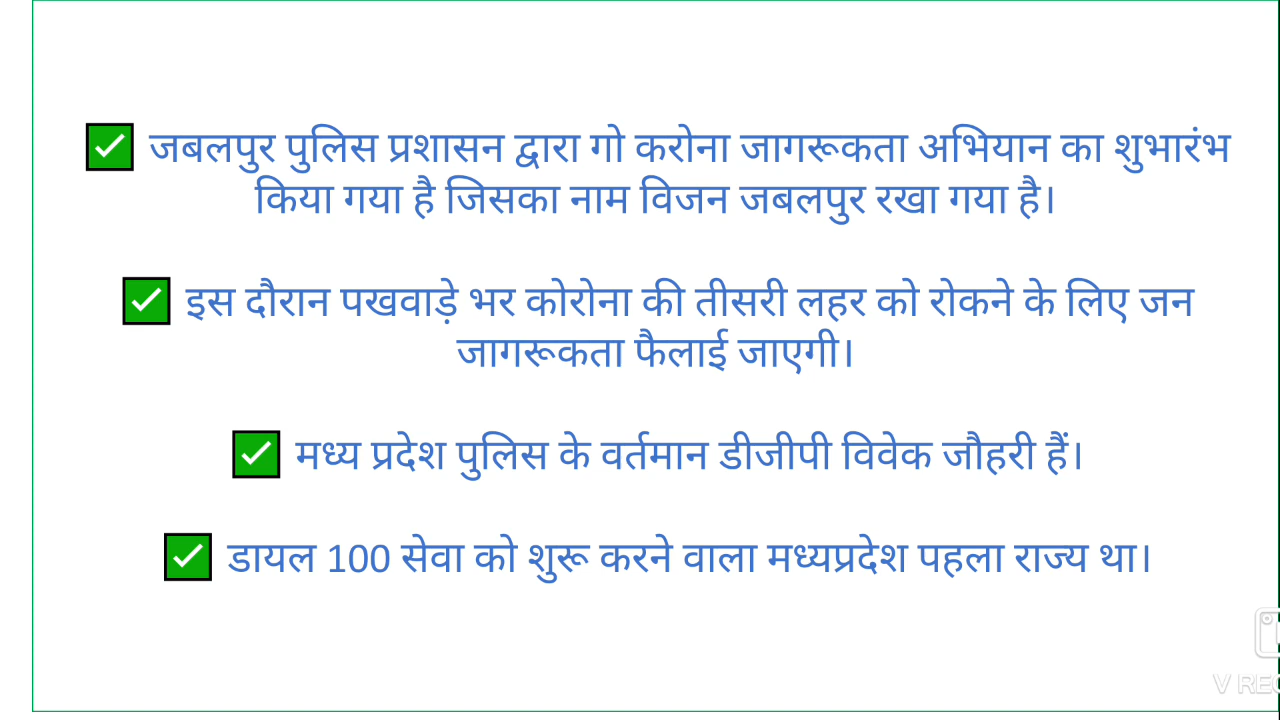 ✅ जबलपुर पुलिस प्रशासन द्वारा गो करोना जागरूकता अभियान का शुभारंभ
किया गया है जिसका नाम विजन जबलपुर रखा गया है।
✅ इस दौरान पखवाड़े भर कोरोना की तीसरी लहर को रोकने के लिए जन
जागरूकता फैलाई जाएगी।
✅ मध्य प्रदेश पुलिस के वर्तमान डीजीपी विवेक जौहरी हैं।
✅ डायल 100 सेवा को शुरू करने वाला मध्यप्रदेश पहला राज्य था।
V REC